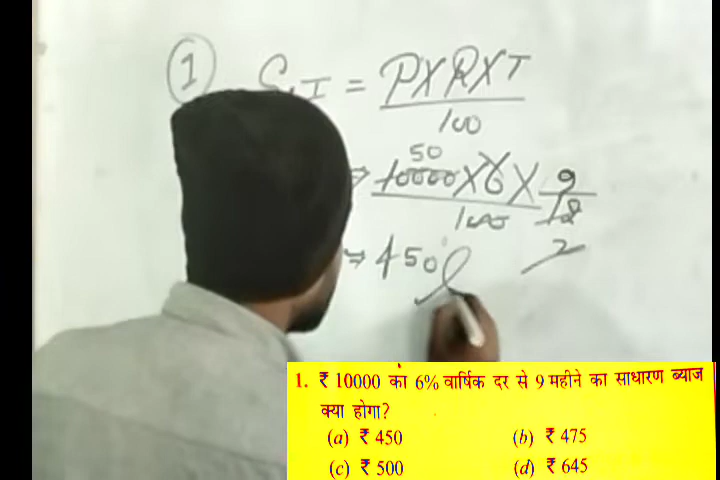 1 S.I = PXRXT
100
50
⇒ 10000 X 6 X 9
100 12
2
⇒ 450
1. ₹ 10000 का 6% वार्षिक दर से 9 महीने का साधारण ब्याज
क्या होगा?
(a) ₹ 450 (b) ₹ 475
(c) ₹ 500 (d) ₹ 645